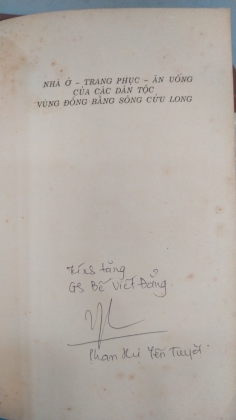 NHÀ Ở – TRANG PHỤC – ĂN UỐNG
CỦA CÁC DÂN TỘC
VÙNG ĐỒNG BẰNG SÔNG CỬU LONG
tặng
GS Bế Viết Đẳng.
Phan Thị Yến Tuyết